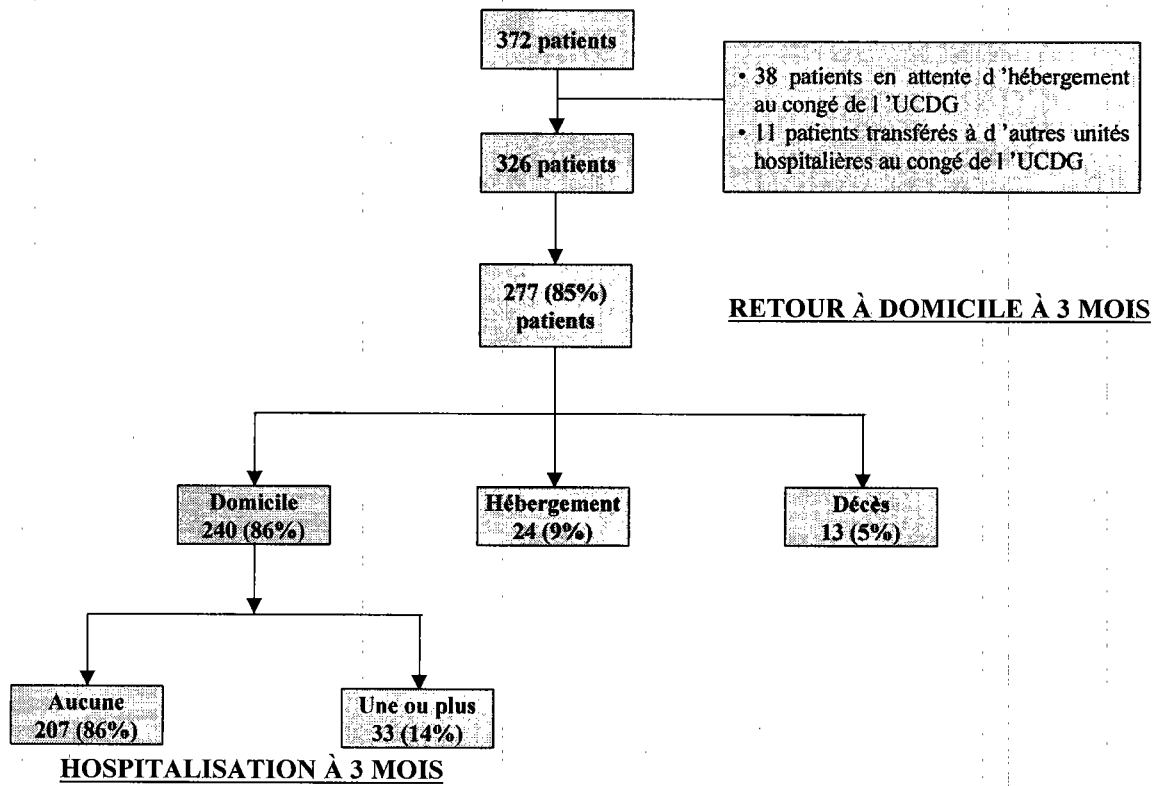 372 patients
• 38 patients en attente d 'hébergement
au congé de l 'UCDG
• 11 patients transférés à d 'autres unités
hospitalières au congé de l 'UCDG
326 patients
277 (85%)
patients
RETOUR À DOMICILE À 3 MOIS
Domicile
240 (86%)
Hébergement
24 (9%)
Décès
13 (5%)
Aucune
207 (86%)
Une ou plus
33 (14%)
HOSPITALISATION À 3 MOIS